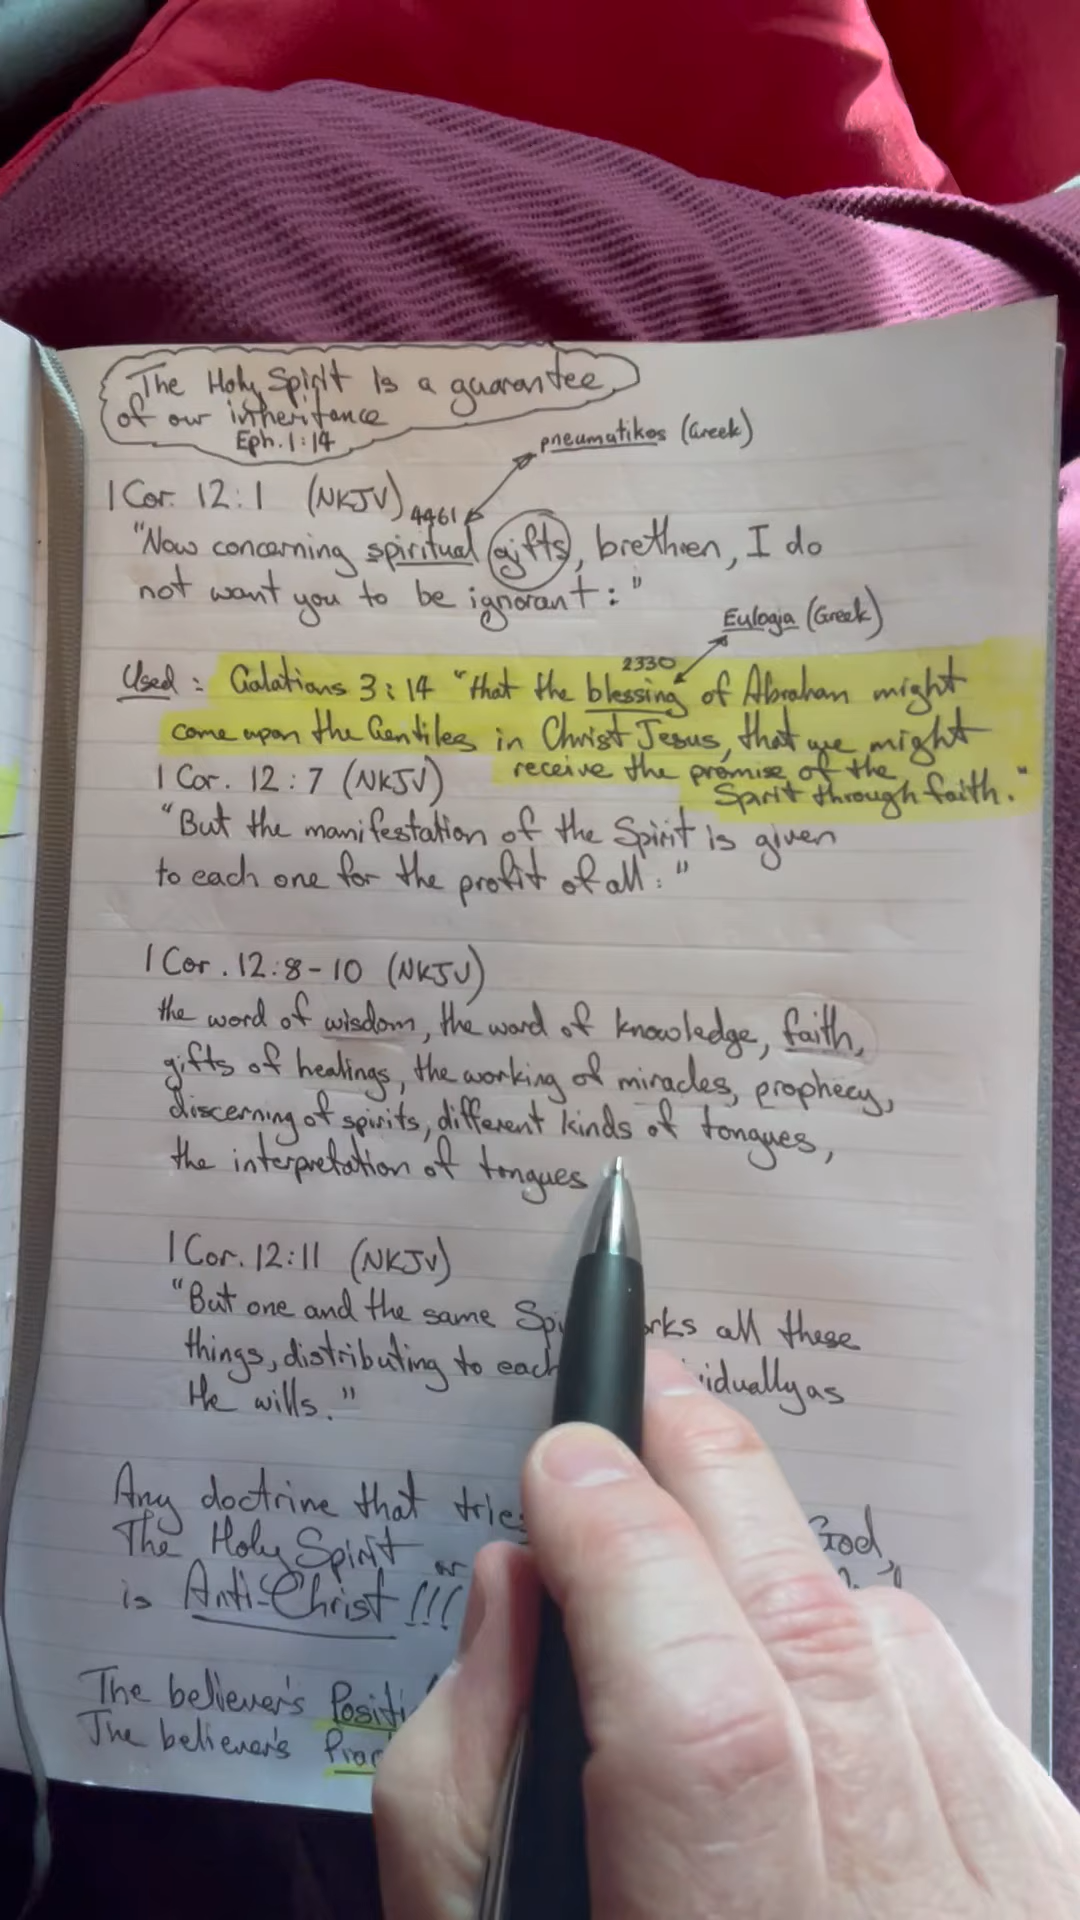 The Holy Spirit Is a guarantee
of our inheritance
Eph. 1:14
pneumatikos (Greek)
1 Cor. 12:1 (NKJV)
4461
"Now concerning spiritual gifts, brethren, I do
not want you to be ignorant:"
Eulogia (Greek)
2330
Used: Galations 3:14 "that the blessing of Abraham might
come upon the Gentiles in Christ Jesus, that we might
receive the promise of the
Spirit through faith."
1 Cor. 12:7 (NKJV)
"But the manifestation of the Spirit is given
to each one for the profit of all:"
1 Cor. 12:8-10 (NKJV)
the word of wisdom, the word of knowledge, faith,
gifts of healings, the working of miracles, prophecy,
discerning of spirits, different kinds of tongues,
the interpretation of tongues
1 Cor. 12:11 (NKJV)
"But one and the same all these
things, distributing to each as
He wills."
Any doctrine that God,
The Holy Spirit or
is Anti-Christ!!!
The believer's
The believer's